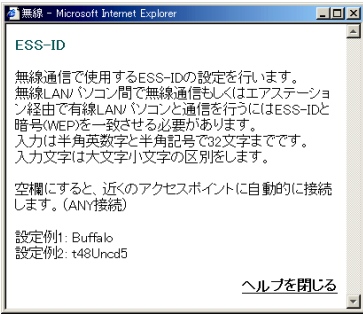 無線 - Microsoft Internet Explorer
ESS-ID
無線通信で使用するESS-IDの設定を行います。
無線LANパソコン間で無線通信もしくはエアステーショ
ン経由で有線LANパソコンと通信を行うにはESS-IDと
暗号(WEP)を一致させる必要があります。
入力は半角英数字と半角記号で32文字までです。
入力文字は大文字小文字の区別をします。
空欄にすると、近くのアクセスポイントに自動的に接続
します。(ANY接続)
設定例1: Buffalo
設定例2: t48Uncd5
ヘルプを閉じる